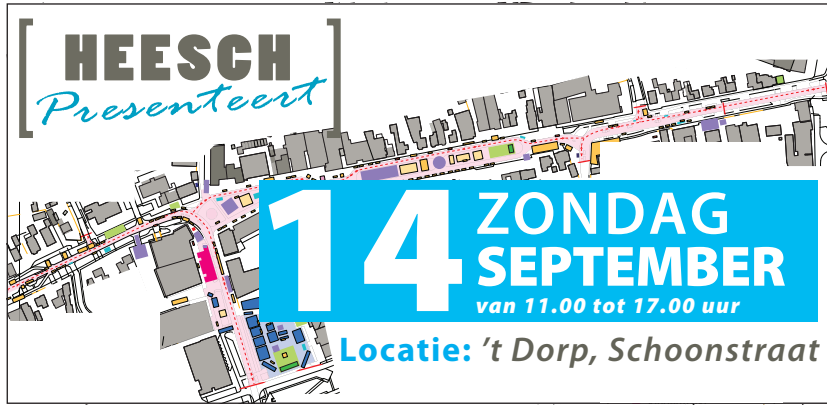 HEESCH
Presenteert
14
ZONDAG
SEPTEMBER
van 11.00 tot 17.00 uur
Locatie: ’t Dorp, Schoonstraat